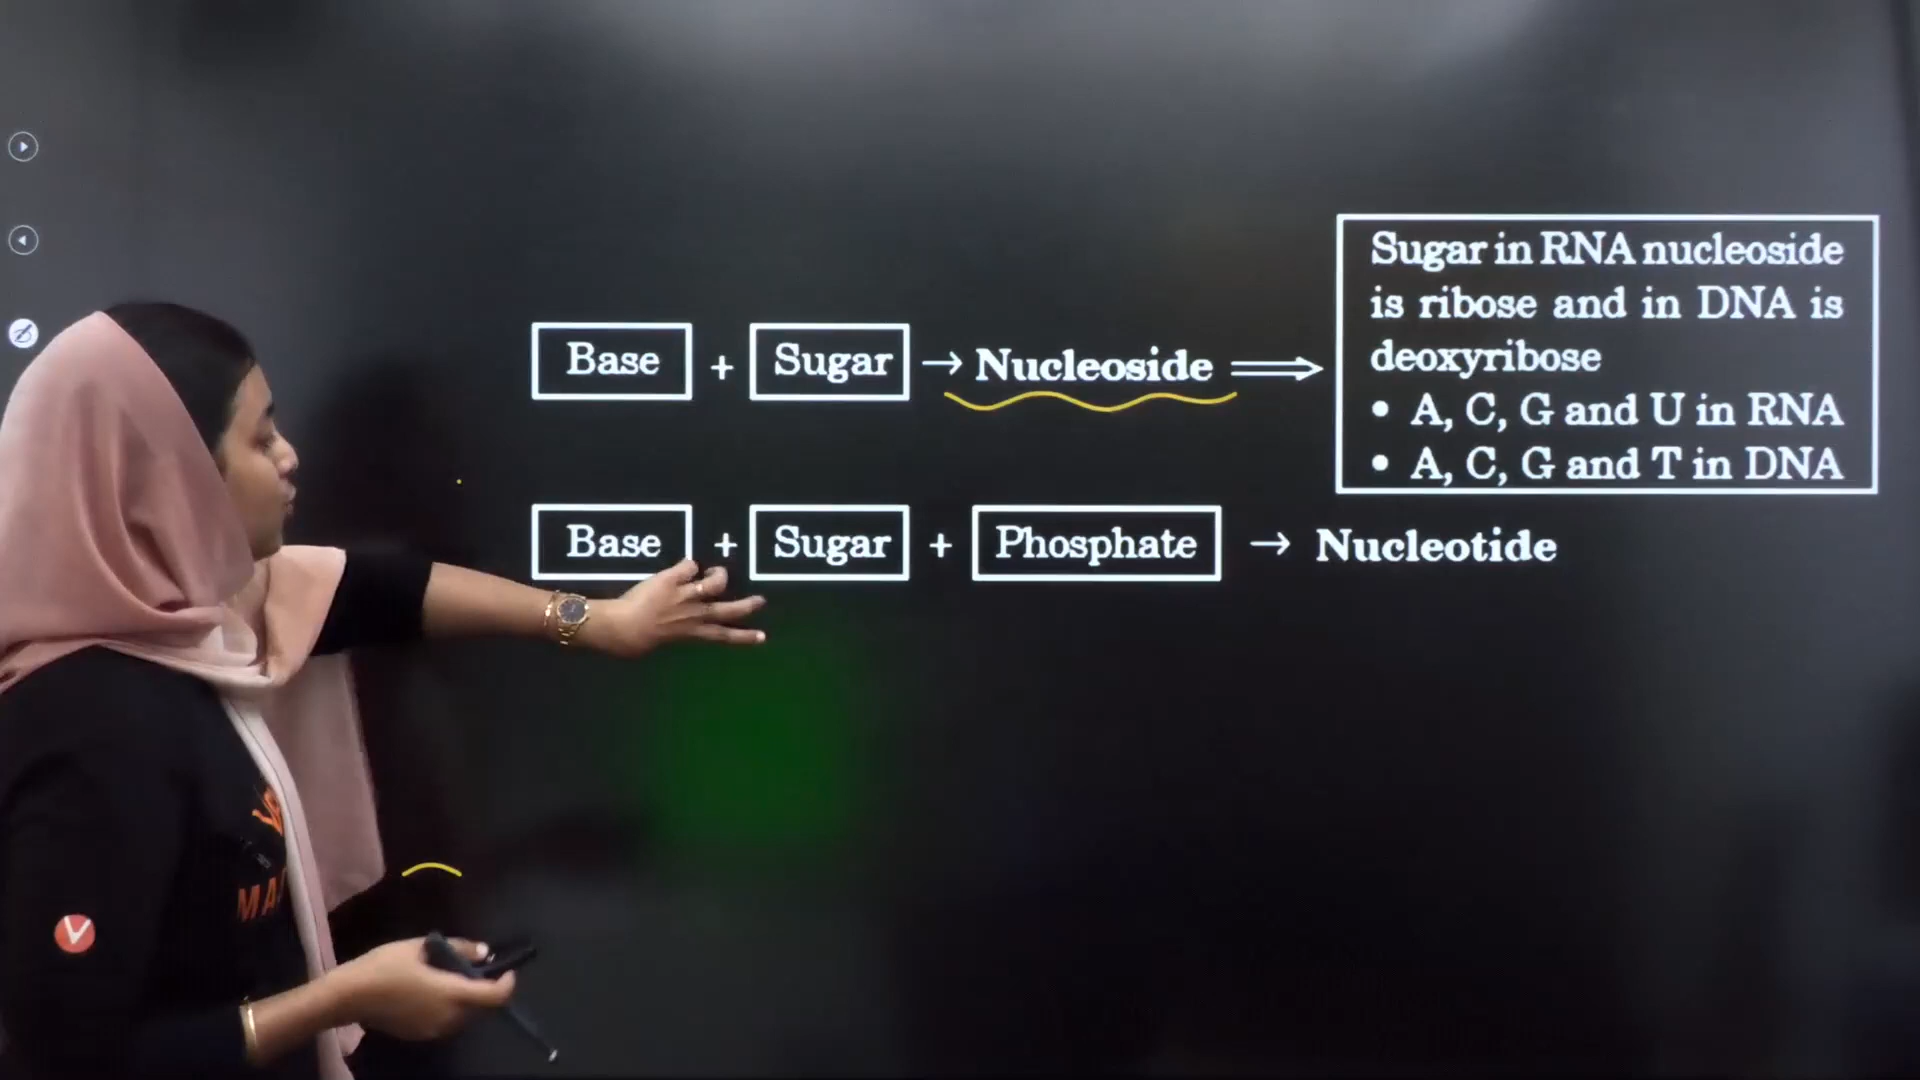 Base + Sugar → Nucleoside ⟹
Sugar in RNA nucleoside
is ribose and in DNA is
deoxyribose
• A, C, G and U in RNA
• A, C, G and T in DNA
Base + Sugar + Phosphate → Nucleotide
MA
V